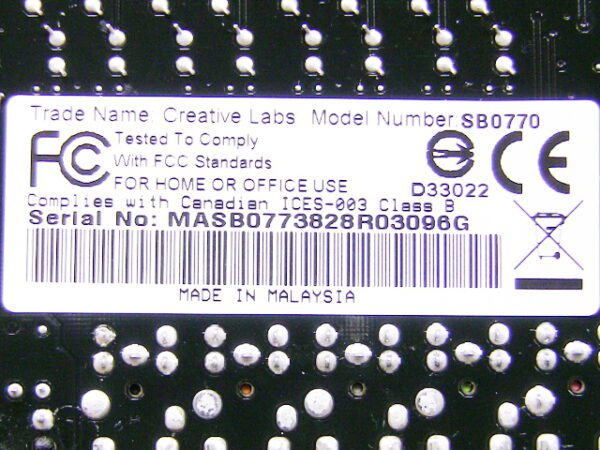 Trade Name Creative Labs Model Number SB0770
FC Tested To Comply
With FCC Standards
FOR HOME OR OFFICE USE
D33022
CE
Complies with Canadian ICES-003 Class B
Serial No: MASB0773828R03096G
MADE IN MALAYSIA